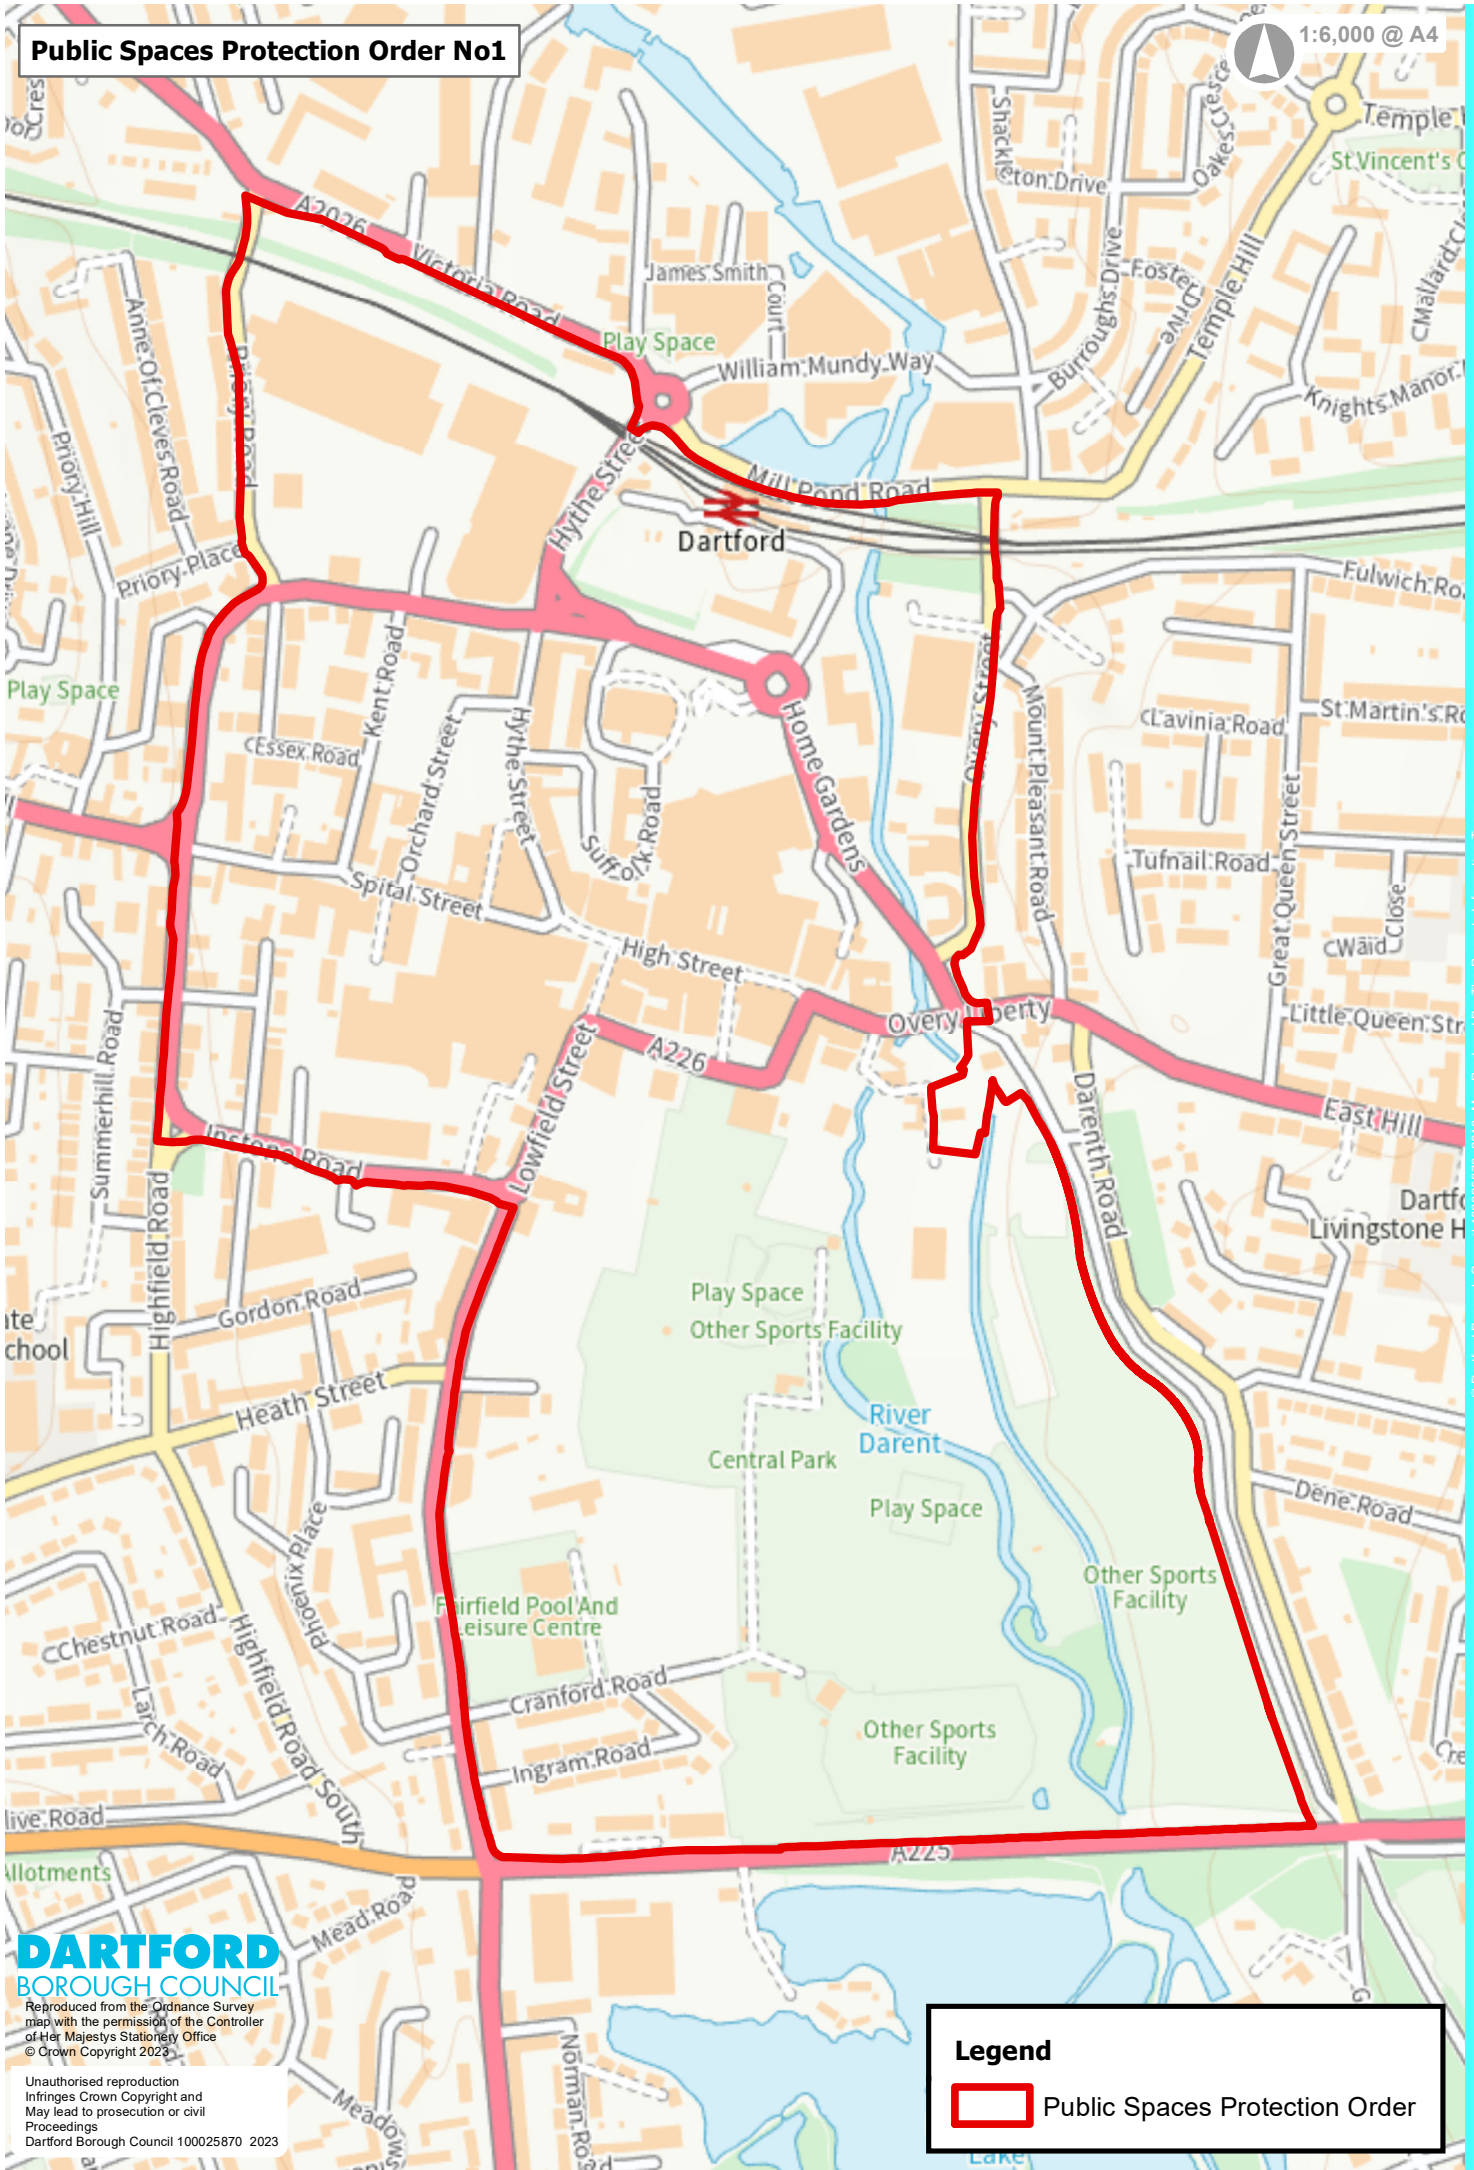 Public Spaces Protection Order No1
1:6,000 @ A4
Temple
St Vincent's
Shackleton Drive
Oakes Crescent
A2026
Victoria Road
James Smith
Court
Foster Drive
Burroughs Drive
Temple Hill
Mallard
Anne Of Cleves Road
Play Space
William Mundy Way
Knights Manor
Priory Hill
Priory Road
Hythe Street
Mill Pond Road
Dartford
Priory Place
Fulwich
Play Space
Kent Road
Essex Road
Orchard Street
Hythe Street
Home Gardens
Overy Street
Mount Pleasant Road
Lavinia Road
St Martin's
Suffolk Road
Great Queen Street
Tufnail Road
Spital Street
Close
High Street
Waid
Overy Liberty
Little Queen
A226
Summerhill Road
Lowfield Street
Darenth Road
East Hill
Instone Road
Highfield Road
Livingstone
Play Space
Gordon Road
Other Sports Facility
Heath Street
River
Darent
Central Park
Play Space
Dene Road
Phoenix Place
Other Sports
Facility
Fairfield Pool And
Leisure Centre
Chestnut Road
Highfield Road South
Cranford Road
Larch Road
Other Sports
Facility
Ingram Road
A225
Allotments
Mead Road
DARTFORD
BOROUGH COUNCIL
Reproduced from the Ordnance Survey
map with the permission of the Controller
of Her Majestys Stationery Office
© Crown Copyright 2023
Unauthorised reproduction
Infringes Crown Copyright and
May lead to prosecution or civil
Proceedings
Dartford Borough Council 100025870 2023
Meadows
Norman Road
Legend
Public Spaces Protection Order
Lake